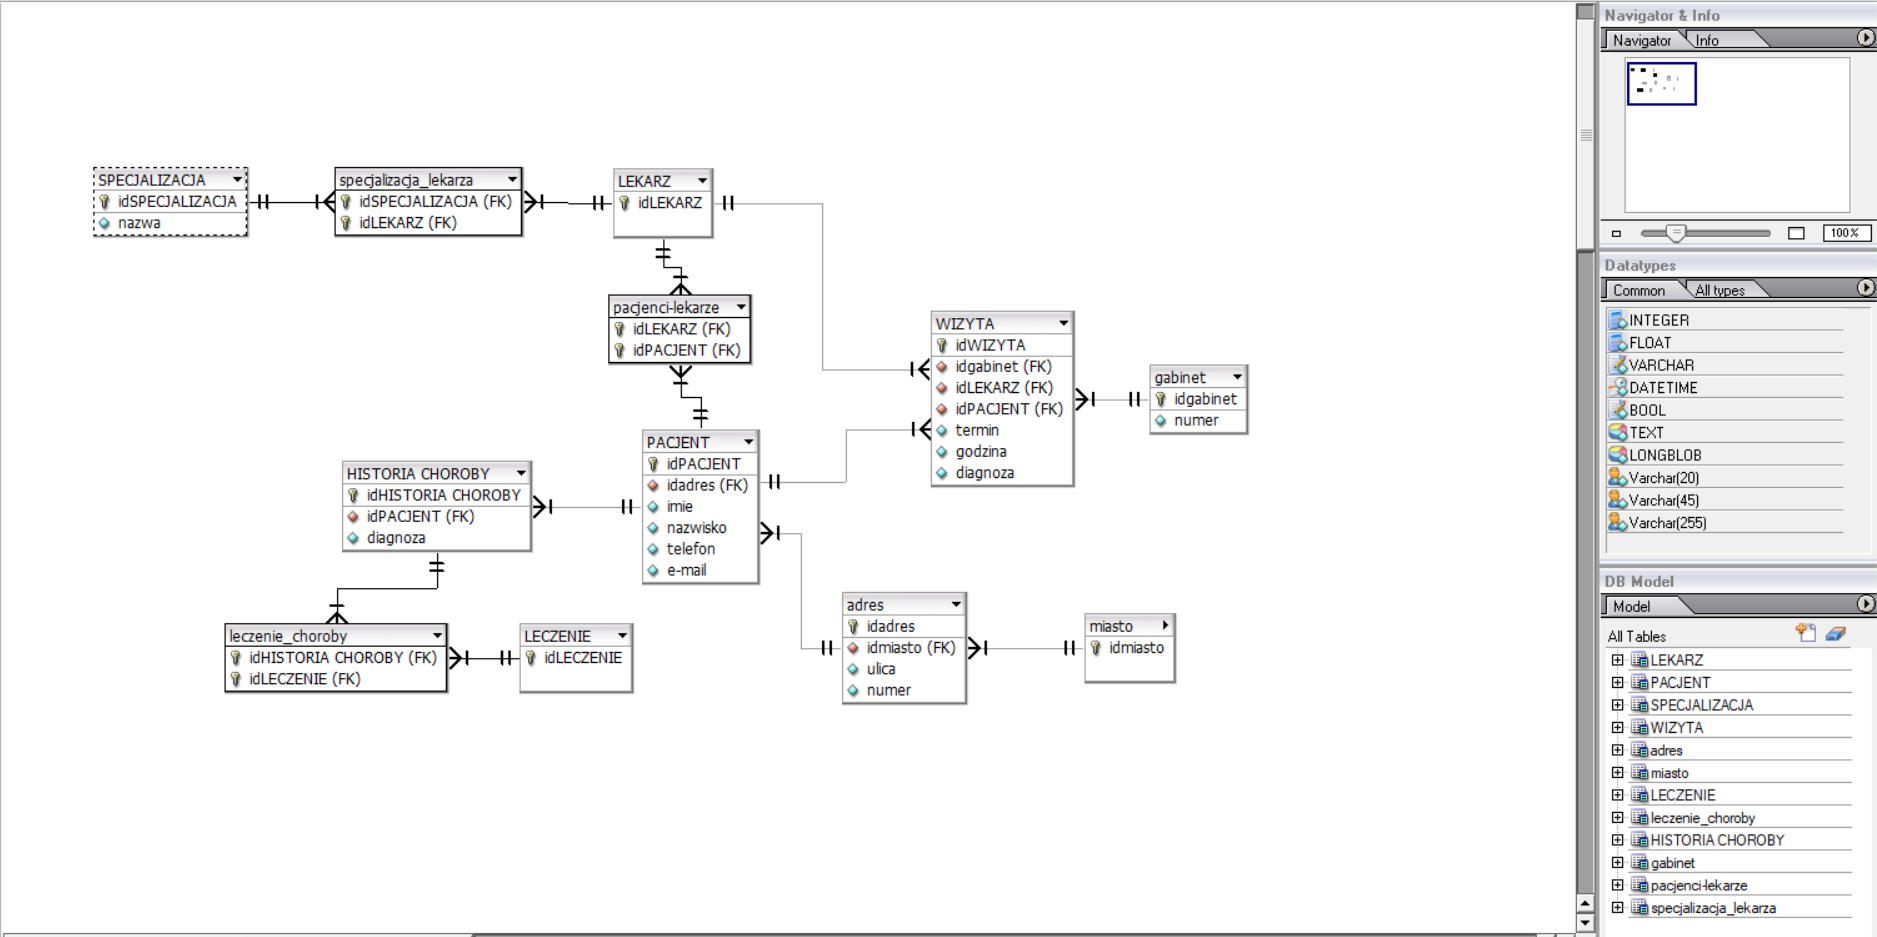 SPECJALIZACJA
idSPECJALIZACJA
nazwa
specjalizacja_lekarza
idSPECJALIZACJA (FK)
idLEKARZ (FK)
LEKARZ
idLEKARZ
pacjenci-lekarze
idLEKARZ (FK)
idPACJENT (FK)
WIZYTA
idWIZYTA
idgabinet (FK)
idLEKARZ (FK)
idPACJENT (FK)
termin
godzina
diagnoza
gabinet
idgabinet
numer
PACJENT
idPACJENT
idadres (FK)
imie
nazwisko
telefon
e-mail
HISTORIA CHOROBY
idHISTORIA CHOROBY
idPACJENT (FK)
diagnoza
leczenie_choroby
idHISTORIA CHOROBY (FK)
idLECZENIE (FK)
LECZENIE
idLECZENIE
adres
idadres
idmiasto (FK)
ulica
numer
miasto
idmiasto
Navigator & Info
Navigator Info
100%
Datatypes
Common All types
INTEGER
FLOAT
VARCHAR
DATETIME
BOOL
TEXT
LONGBLOB
Varchar(20)
Varchar(45)
Varchar(255)
DB Model
Model
All Tables
LEKARZ
PACJENT
SPECJALIZACJA
WIZYTA
adres
miasto
LECZENIE
leczenie_choroby
HISTORIA CHOROBY
gabinet
pacjenci-lekarze
specjalizacja_lekarza